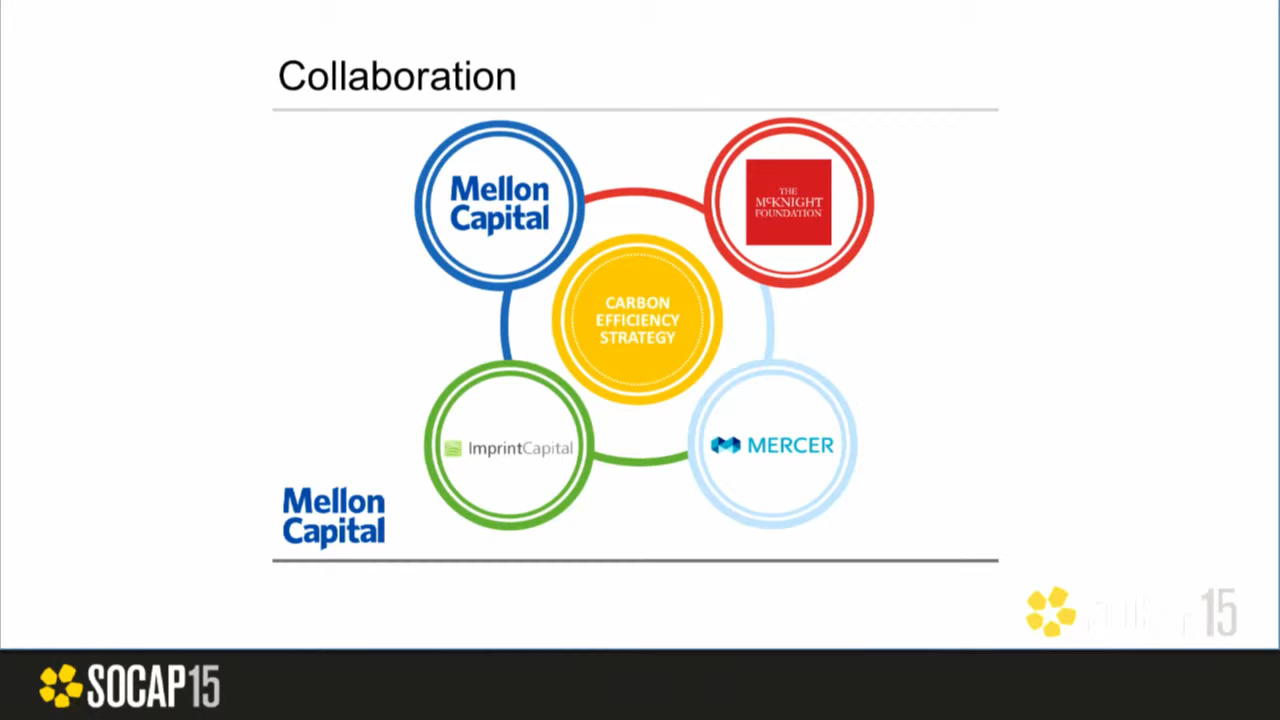 Collaboration
Mellon
Capital
THE
McKNIGHT
FOUNDATION
CARBON
EFFICIENCY
STRATEGY
ImprintCapital
MERCER
Mellon
Capital
15
SOCAP15